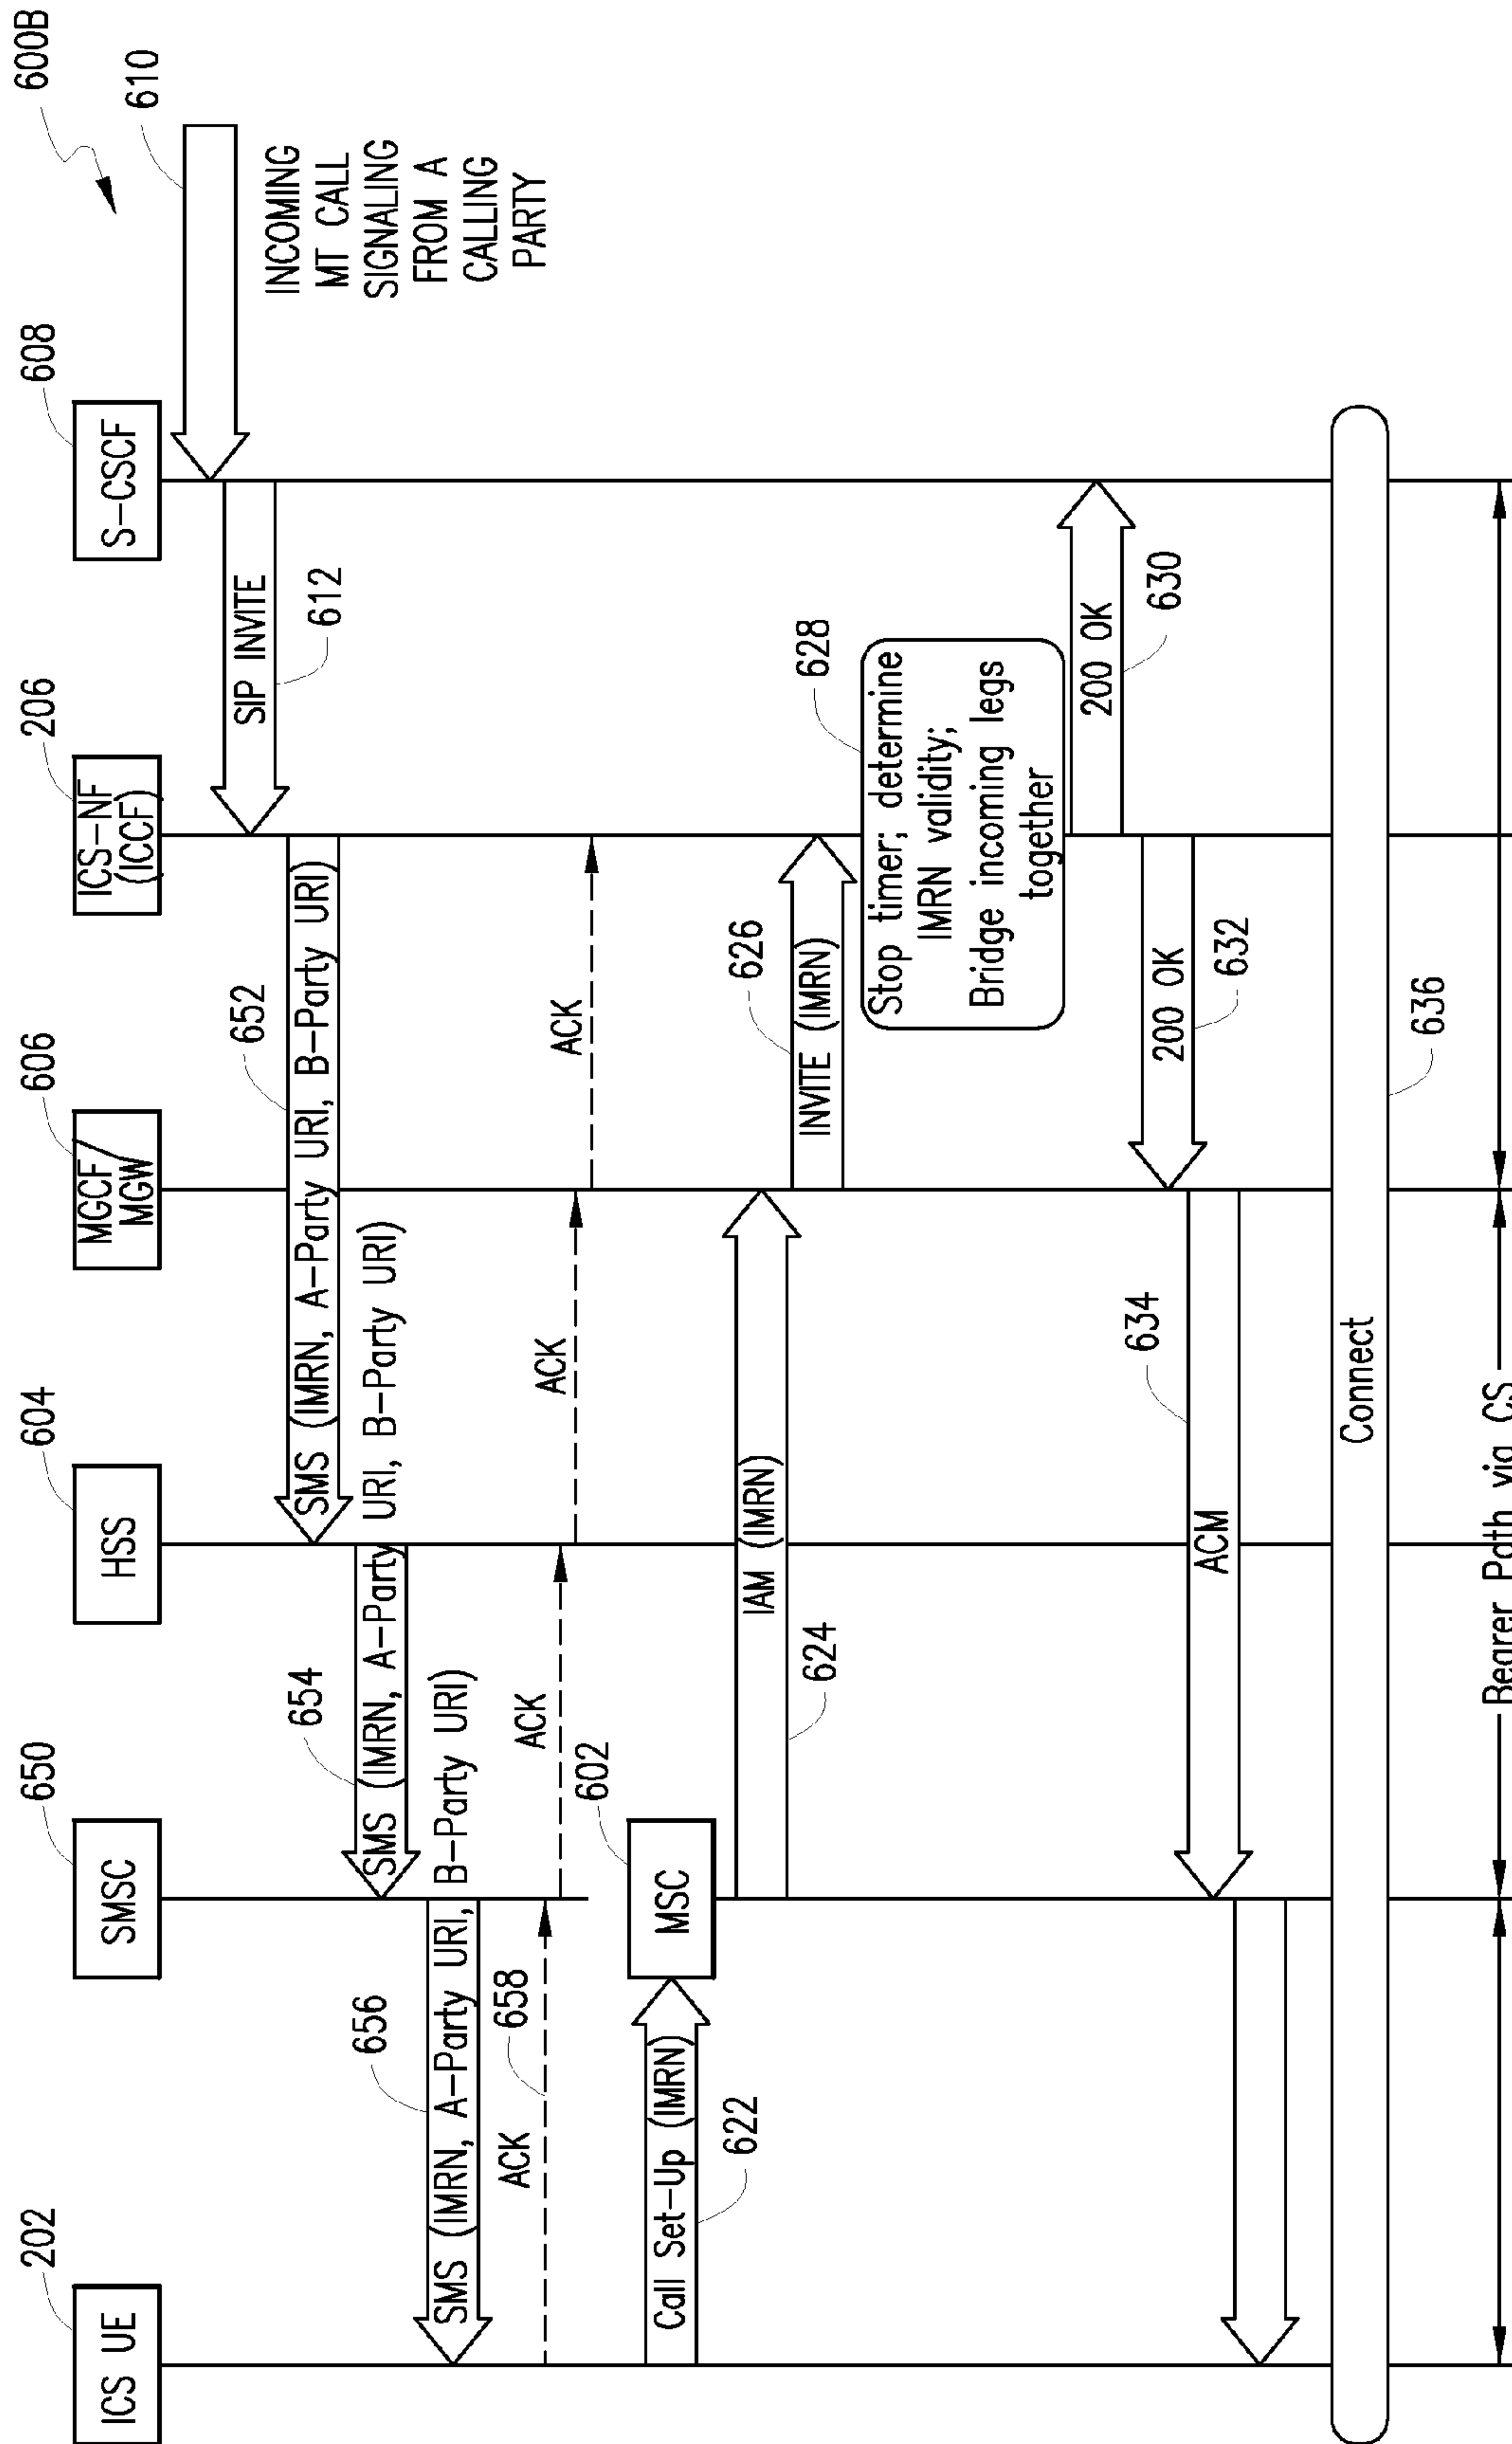 600B
202
650
604
606
206
608
ICS UE
SMSC
HSS
MGCF/
MGW
ICS-NF
(ICCF)
S-CSCF
610
INCOMING
MT CALL
SIGNALING
FROM A
CALLING
PARTY
SIP INVITE
612
652
SMS (IMRN, A-Party URI, B-Party URI)
654
SMS (IMRN, A-Party URI, B-Party URI)
656
SMS (IMRN, A-Party URI, B-Party URI)
658
ACK
ACK
ACK
ACK
602
MSC
Call Set-Up (IMRN)
622
IAM (IMRN)
624
626
INVITE (IMRN)
628
Stop timer; determine
IMRN validity;
Bridge incoming legs
together
200 OK
630
200 OK
632
634
ACM
Connect
636
Bearer Path via CS